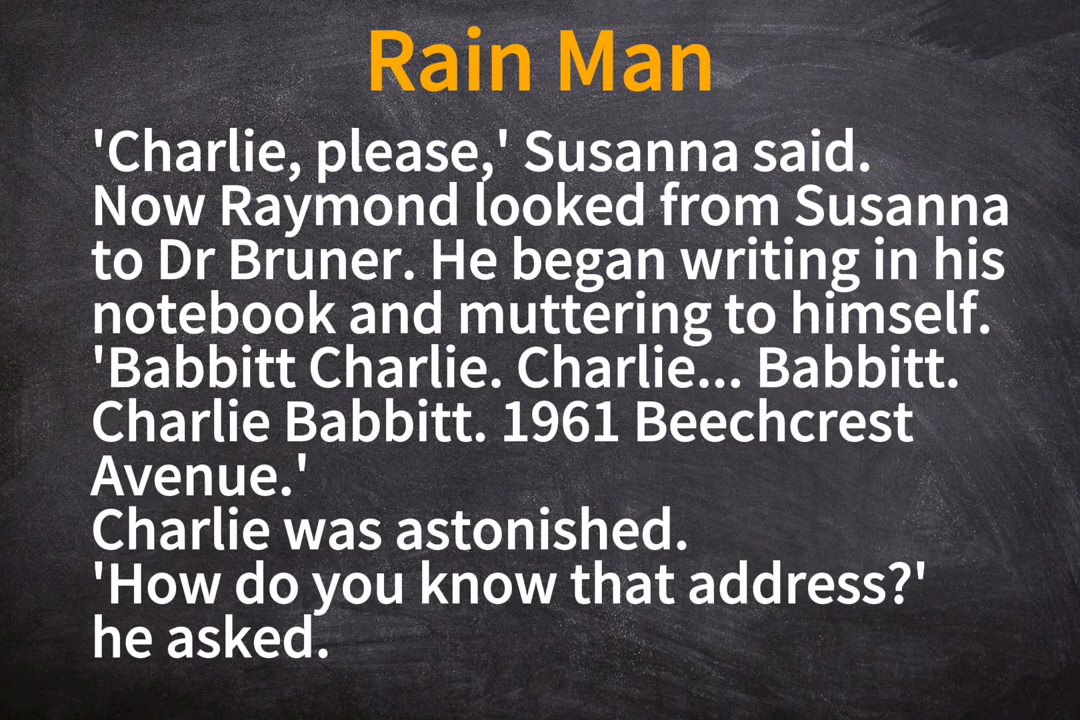 Rain Man
'Charlie, please,' Susanna said.
Now Raymond looked from Susanna
to Dr Bruner. He began writing in his
notebook and muttering to himself.
'Babbitt Charlie. Charlie... Babbitt.
Charlie Babbitt. 1961 Beechcrest
Avenue.'
Charlie was astonished.
'How do you know that address?'
he asked.